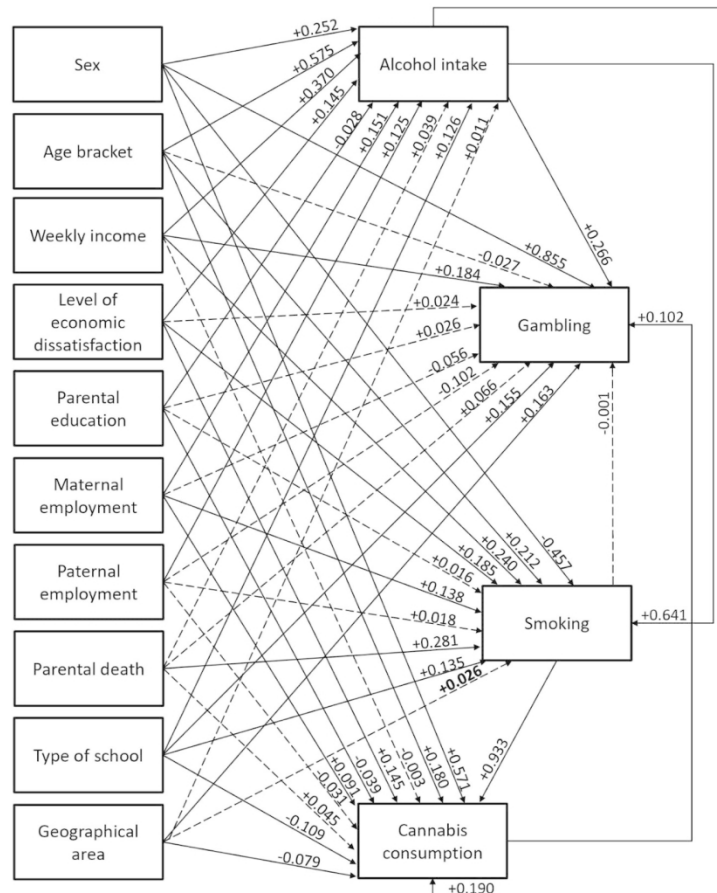 Sex
Age bracket
Weekly income
Level of
economic
dissatisfaction
Parental
education
Maternal
employment
Paternal
employment
Parental death
Type of school
Geographical
area
Alcohol intake
+0.252
+0.575
+0.370
+0.145
-0.028
+0.151
+0.125
+0.039
+0.126
+0.011
Gambling
+0.266
+0.855
-0.027
+0.184
+0.024
+0.026
-0.056
-0.102
+0.066
+0.155
+0.163
+0.102
-0.001
Smoking
-0.457
+0.212
+0.240
+0.185
+0.016
+0.138
+0.018
+0.281
+0.135
+0.026
+0.641
+0.933
Cannabis
consumption
+0.571
+0.180
-0.003
+0.145
-0.039
+0.091
-0.031
+0.045
-0.109
-0.079
+0.190